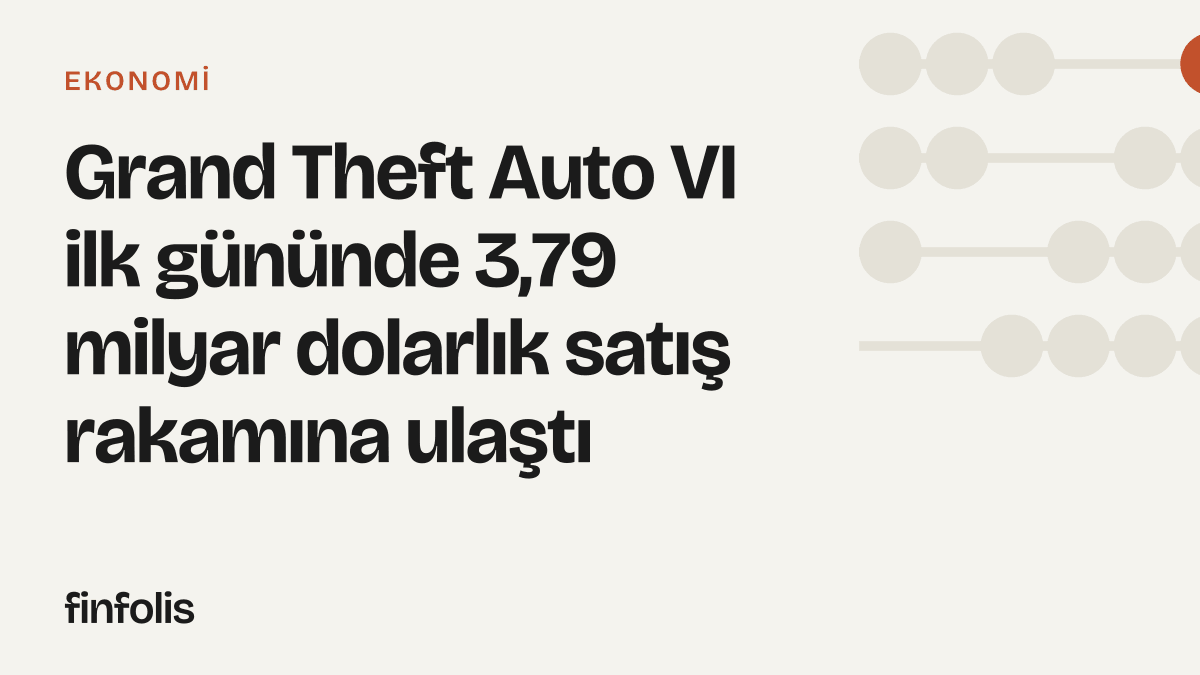 EKONOMİ
Grand Theft Auto VI
ilk gününde 3,79
milyar dolarlık satış
rakamına ulaştı
finfolis